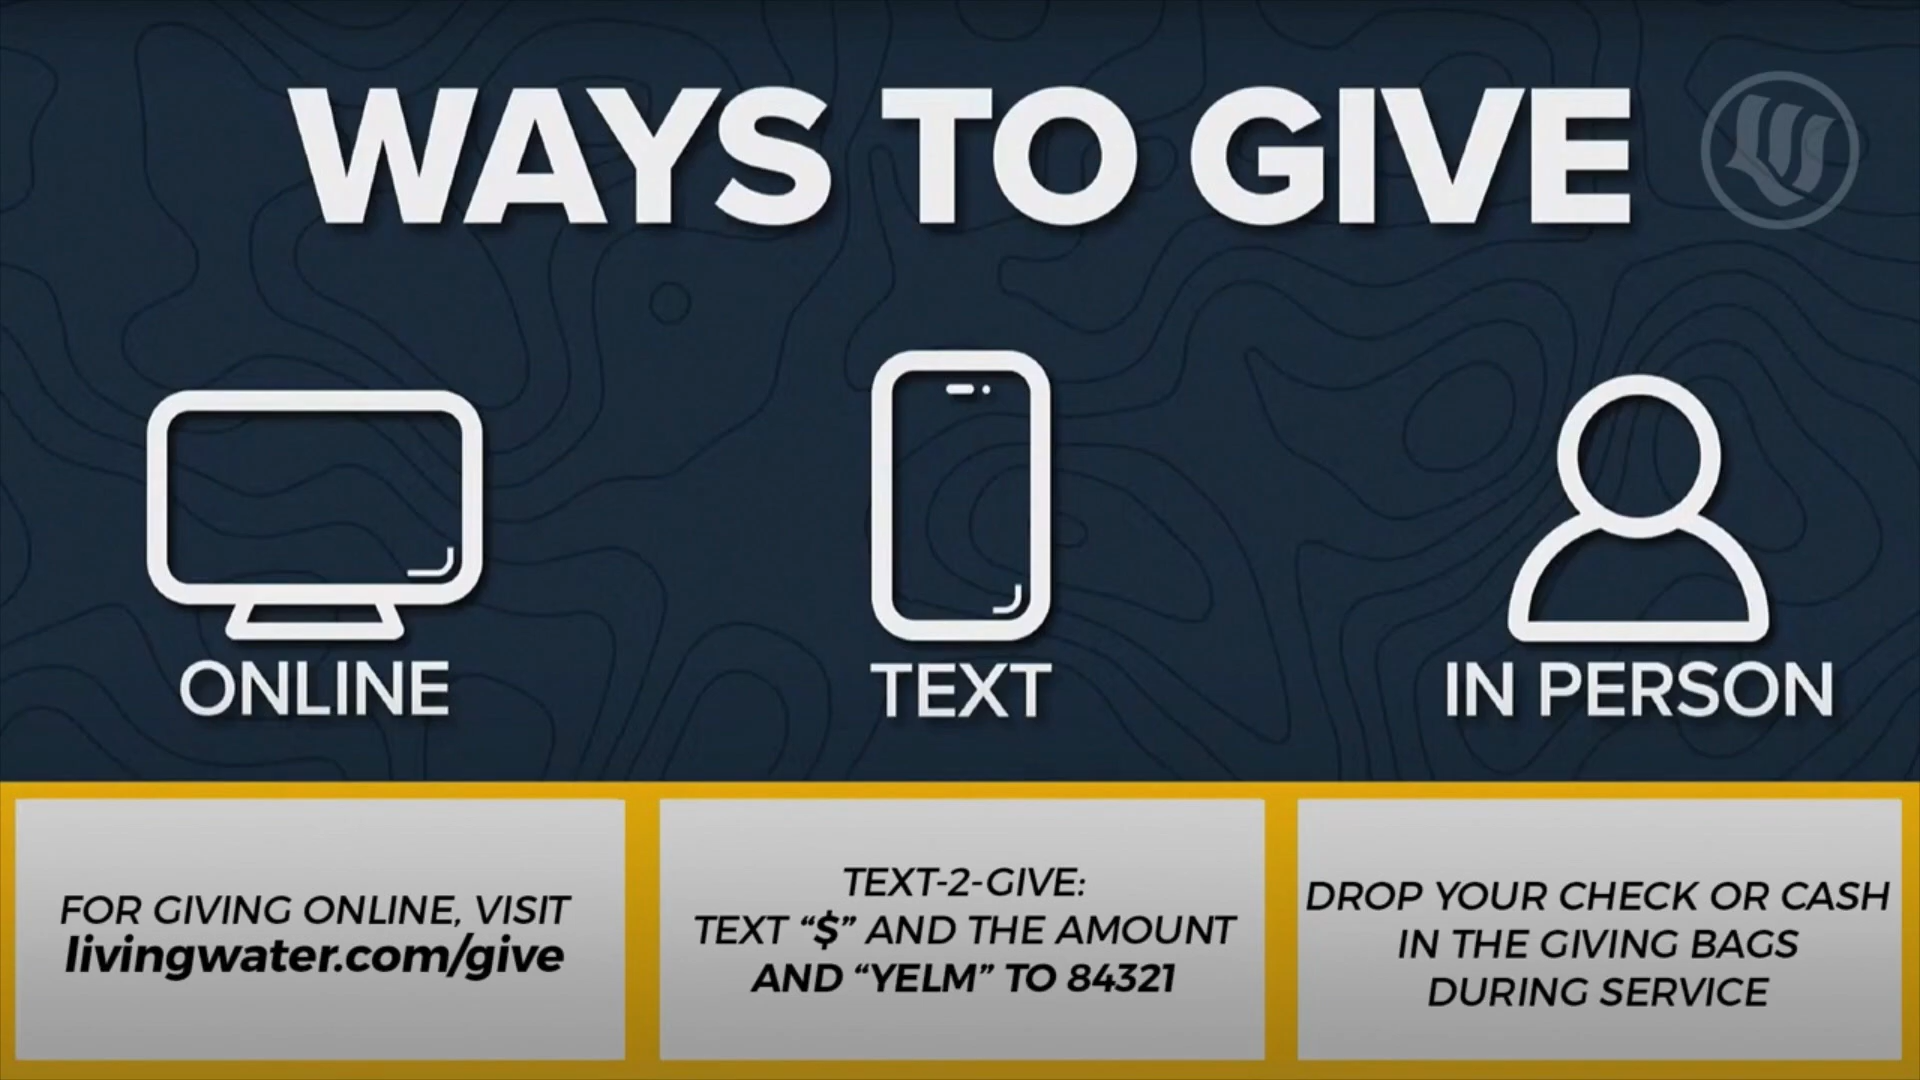 WAYS TO GIVE
ONLINE
TEXT
IN PERSON
FOR GIVING ONLINE, VISIT
livingwater.com/give
TEXT-2-GIVE:
TEXT “$” AND THE AMOUNT
AND “YELM” TO 84321
DROP YOUR CHECK OR CASH
IN THE GIVING BAGS
DURING SERVICE